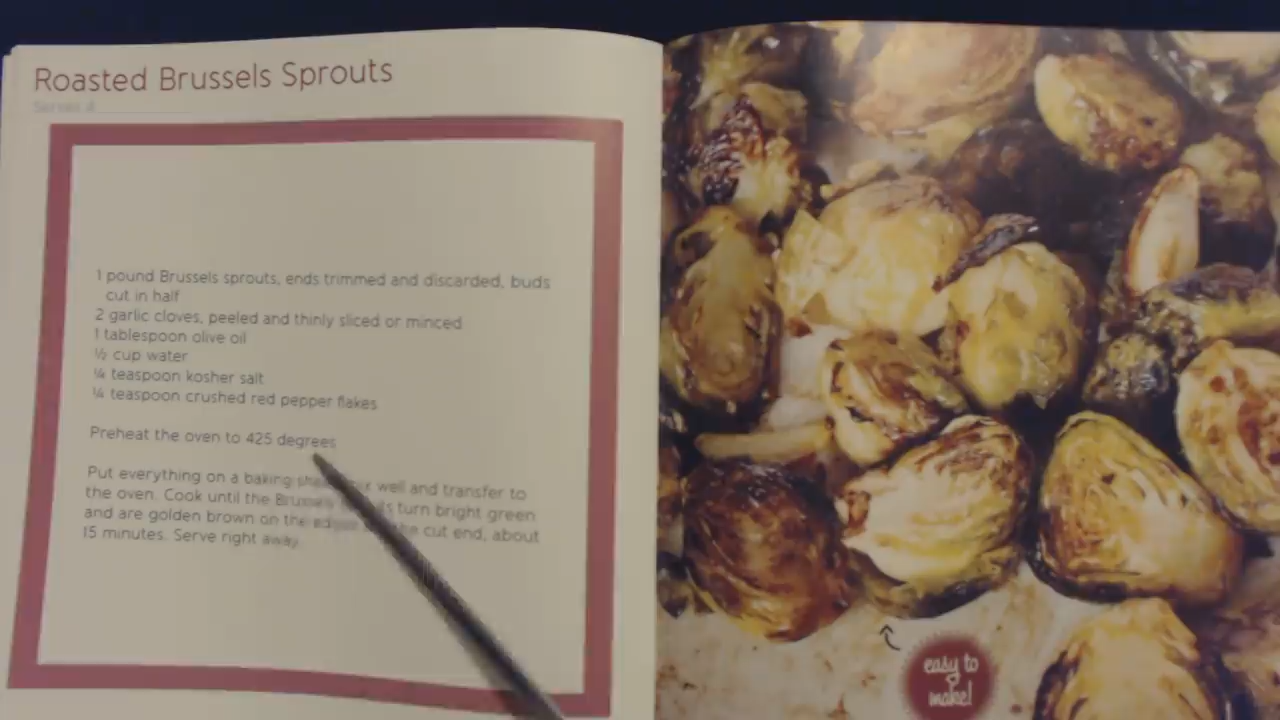 Roasted Brussels Sprouts
Serves 4
1 pound Brussels sprouts, ends trimmed and discarded, buds
cut in half
2 garlic cloves, peeled and thinly sliced or minced
1 tablespoon olive oil
½ cup water
¼ teaspoon kosher salt
¼ teaspoon crushed red pepper flakes
Preheat the oven to 425 degrees
Put everything on a baking well and transfer to
the oven. Cook until the Brussels turn bright green
and are golden brown on the cut end, about
15 minutes. Serve right away.
easy to
make!